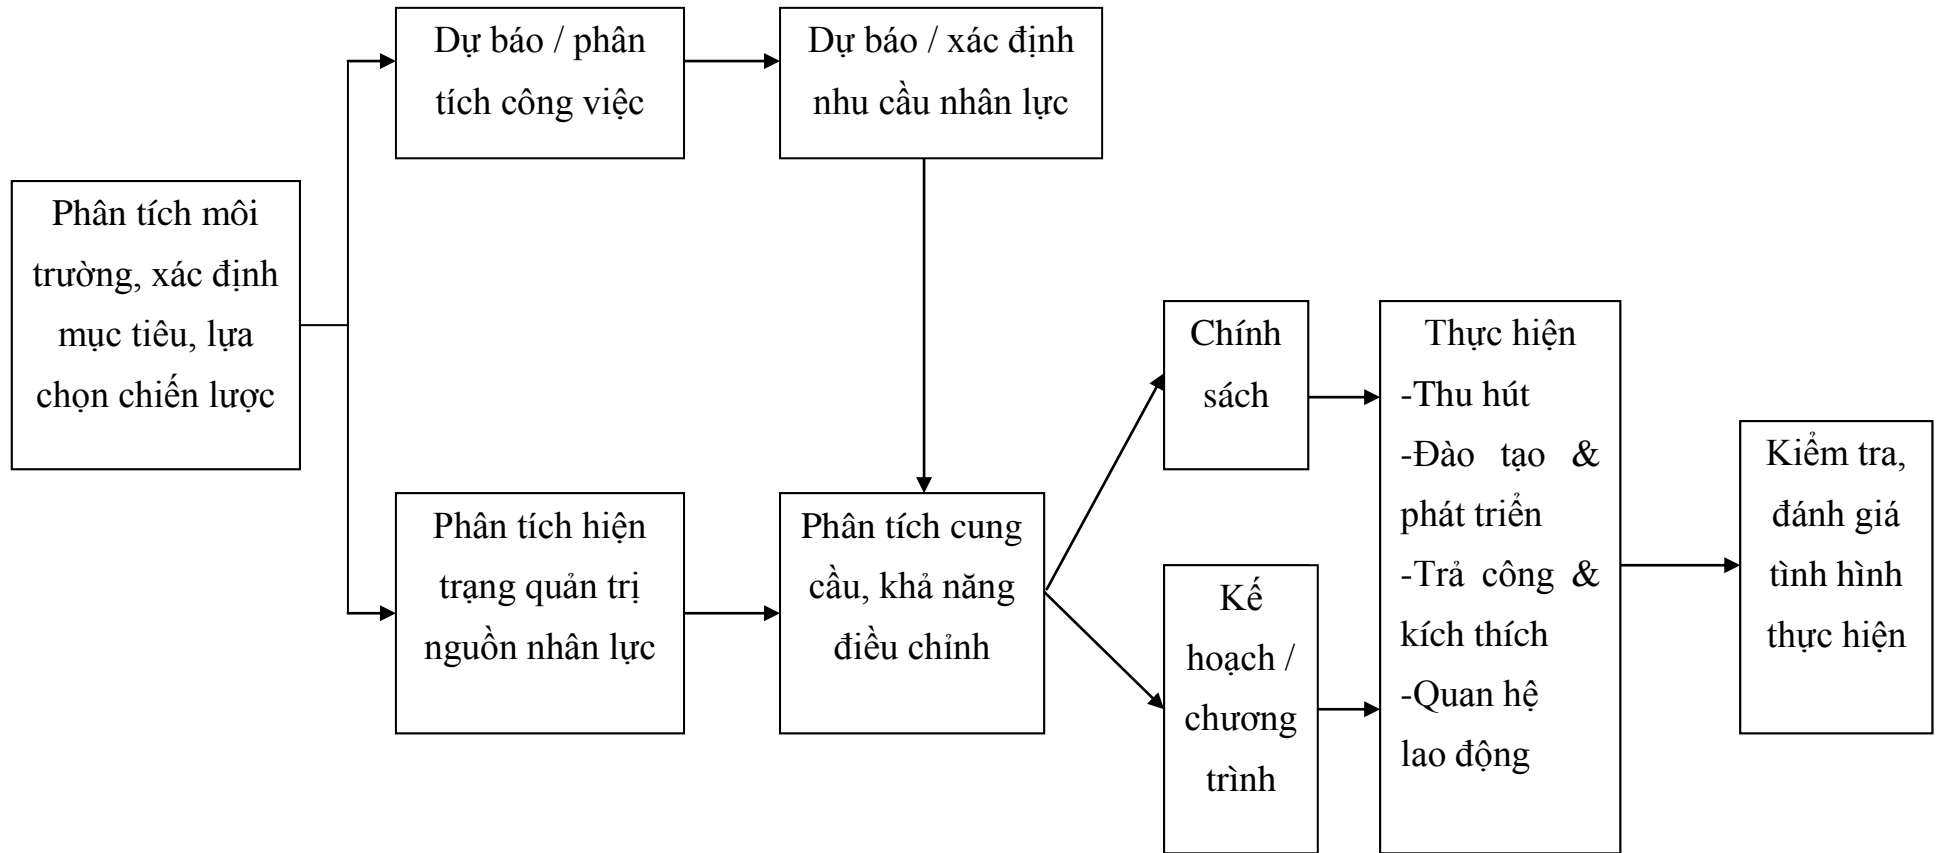 Dự báo / phân
tích công việc
Dự báo / xác định
nhu cầu nhân lực
Phân tích môi
trường, xác định
mục tiêu, lựa
chọn chiến lược
Phân tích hiện
trạng quản trị
nguồn nhân lực
Phân tích cung
cầu, khả năng
điều chỉnh
Chính
sách
Kế
hoạch /
chương
trình
Thực hiện
-Thu hút
-Đào tạo &
phát triển
-Trả công &
kích thích
-Quan hệ
lao động
Kiểm tra,
đánh giá
tình hình
thực hiện